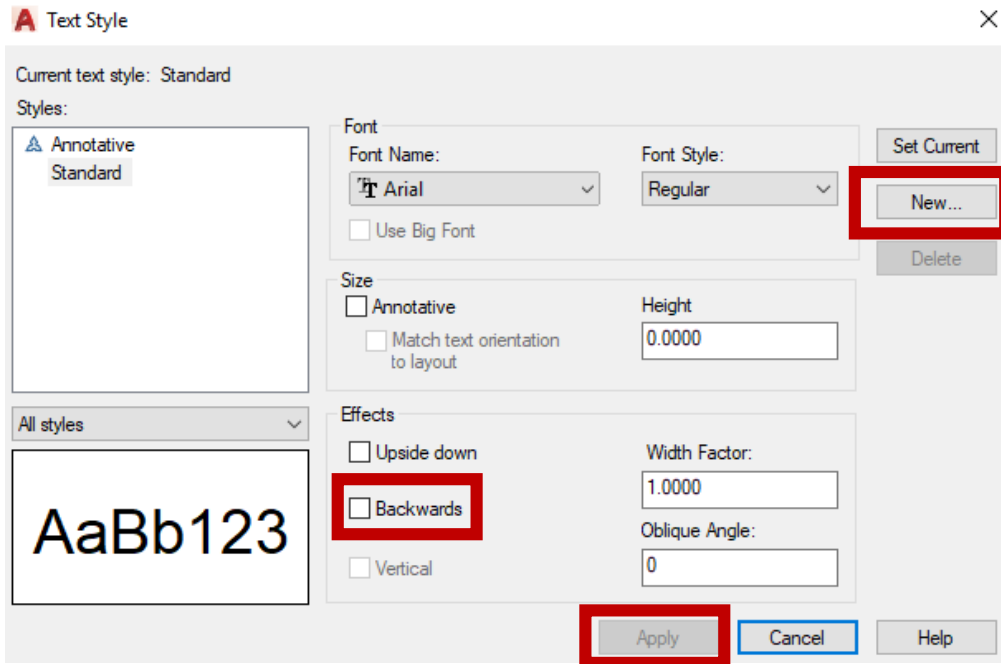 Text Style
Current text style: Standard
Styles:
Annotative
Standard
All styles
AaBb123
Font
Font Name:
Arial
Font Style:
Regular
Use Big Font
Size
Annotative
Match text orientation
to layout
Height
0.0000
Effects
Upside down
Backwards
Vertical
Width Factor:
1.0000
Oblique Angle:
0
Set Current
New...
Delete
Apply
Cancel
Help